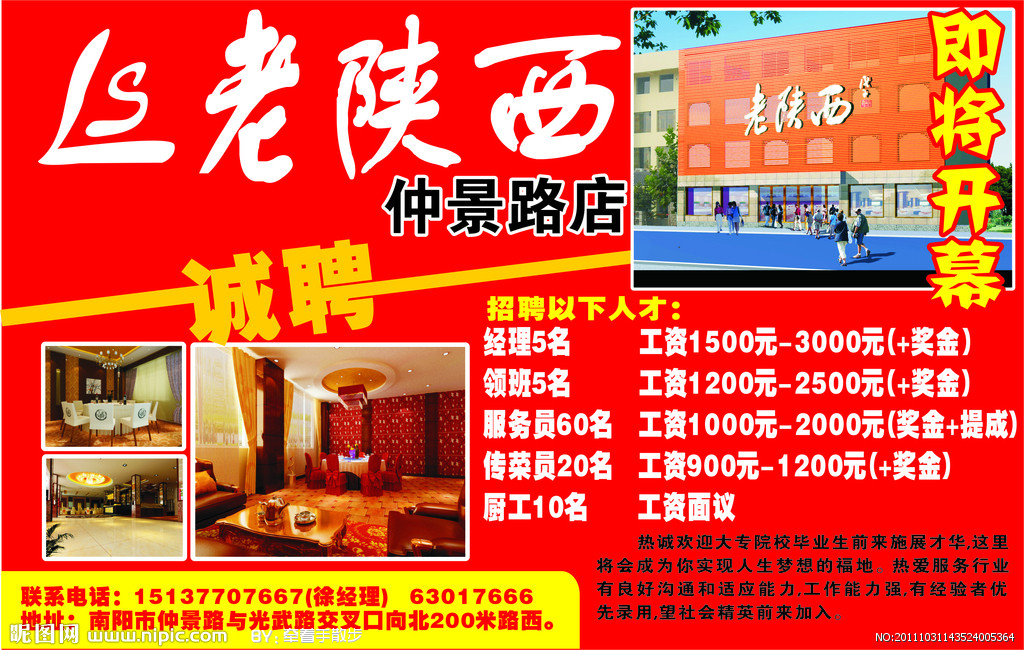 LS老陕西
仲景路店
老陕西
即将开幕
诚聘
招聘以下人才：
经理5名 工资1500元-3000元(+奖金)
领班5名 工资1200元-2500元(+奖金)
服务员60名 工资1000元-2000元(奖金+提成)
传菜员20名 工资900元-1200元(+奖金)
厨工10名 工资面议
热诚欢迎大专院校毕业生前来施展才华,这里
将会成为你实现人生梦想的福地。热爱服务行业
有良好沟通和适应能力,工作能力强,有经验者优
先录用,望社会精英前来加入。
联系电话：15137707667(徐经理) 63017666
地址：南阳市仲景路与光武路交叉口向北200米路西。
昵图网 www.nipic.com BY：牵着手散步
NO:20111031143524005364